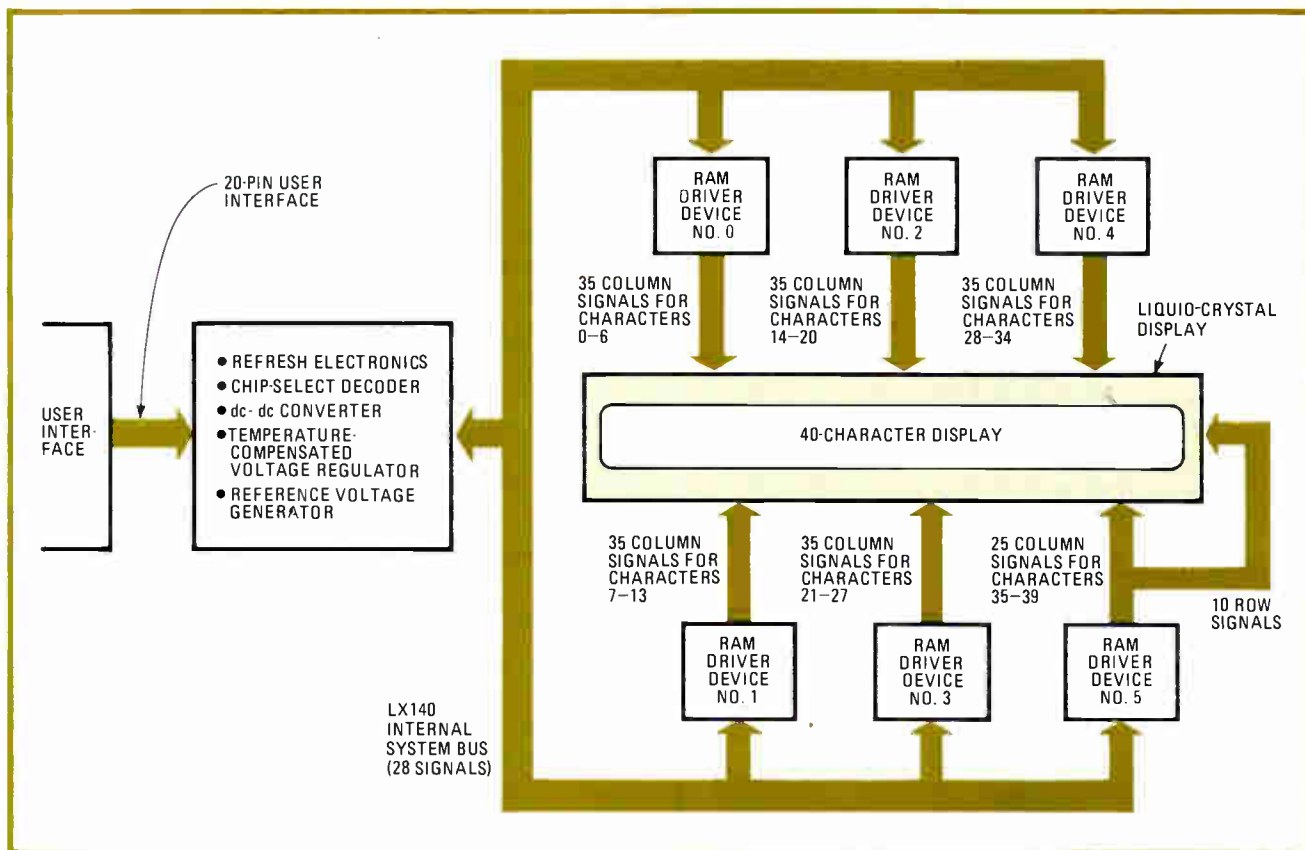 20-PIN USER
INTERFACE
USER
INTER-
FACE
● REFRESH ELECTRONICS
● CHIP-SELECT DECODER
● dc-dc CONVERTER
● TEMPERATURE-
COMPENSATED
VOLTAGE REGULATOR
● REFERENCE VOLTAGE
GENERATOR
RAM
DRIVER
DEVICE
NO. 0
RAM
DRIVER
DEVICE
NO. 2
RAM
DRIVER
DEVICE
NO. 4
35 COLUMN
SIGNALS FOR
CHARACTERS
0–6
35 COLUMN
SIGNALS FOR
CHARACTERS
14–20
35 COLUMN
SIGNALS FOR
CHARACTERS
28–34
LIQUID-CRYSTAL
DISPLAY
40-CHARACTER DISPLAY
35 COLUMN
SIGNALS FOR
CHARACTERS
7–13
35 COLUMN
SIGNALS FOR
CHARACTERS
21–27
25 COLUMN
SIGNALS FOR
CHARACTERS
35–39
10 ROW
SIGNALS
RAM
DRIVER
DEVICE
NO. 1
RAM
DRIVER
DEVICE
NO. 3
RAM
DRIVER
DEVICE
NO. 5
LX140
INTERNAL
SYSTEM BUS
(28 SIGNALS)